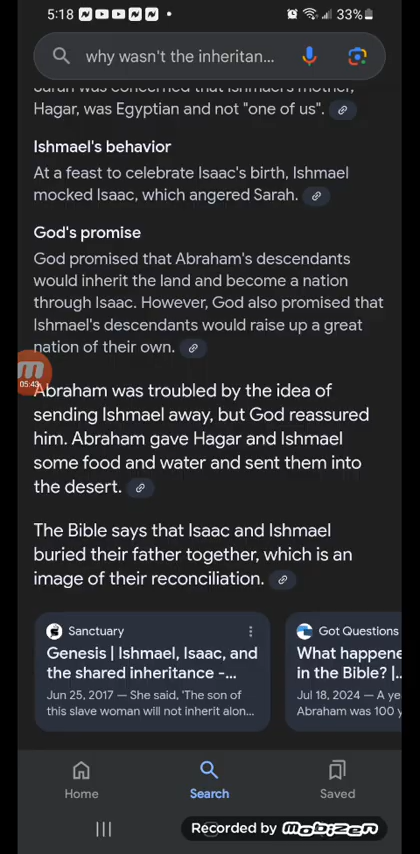 5:18
33%
why wasn't the inheritan...
Sarah was concerned that Ishmael's mother,
Hagar, was Egyptian and not "one of us".
Ishmael's behavior
At a feast to celebrate Isaac's birth, Ishmael
mocked Isaac, which angered Sarah.
God's promise
God promised that Abraham's descendants
would inherit the land and become a nation
through Isaac. However, God also promised that
Ishmael's descendants would raise up a great
nation of their own.
05:43
Abraham was troubled by the idea of
sending Ishmael away, but God reassured
him. Abraham gave Hagar and Ishmael
some food and water and sent them into
the desert.
The Bible says that Isaac and Ishmael
buried their father together, which is an
image of their reconciliation.
Sanctuary
Genesis | Ishmael, Isaac, and
the shared inheritance -...
Jun 25, 2017 — She said, 'The son of
this slave woman will not inherit alon...
Got Questions
What happene
in the Bible? |..
Jul 18, 2024 — A ye
Abraham was 100 y
Home
Search
Saved
Recorded by mobizen